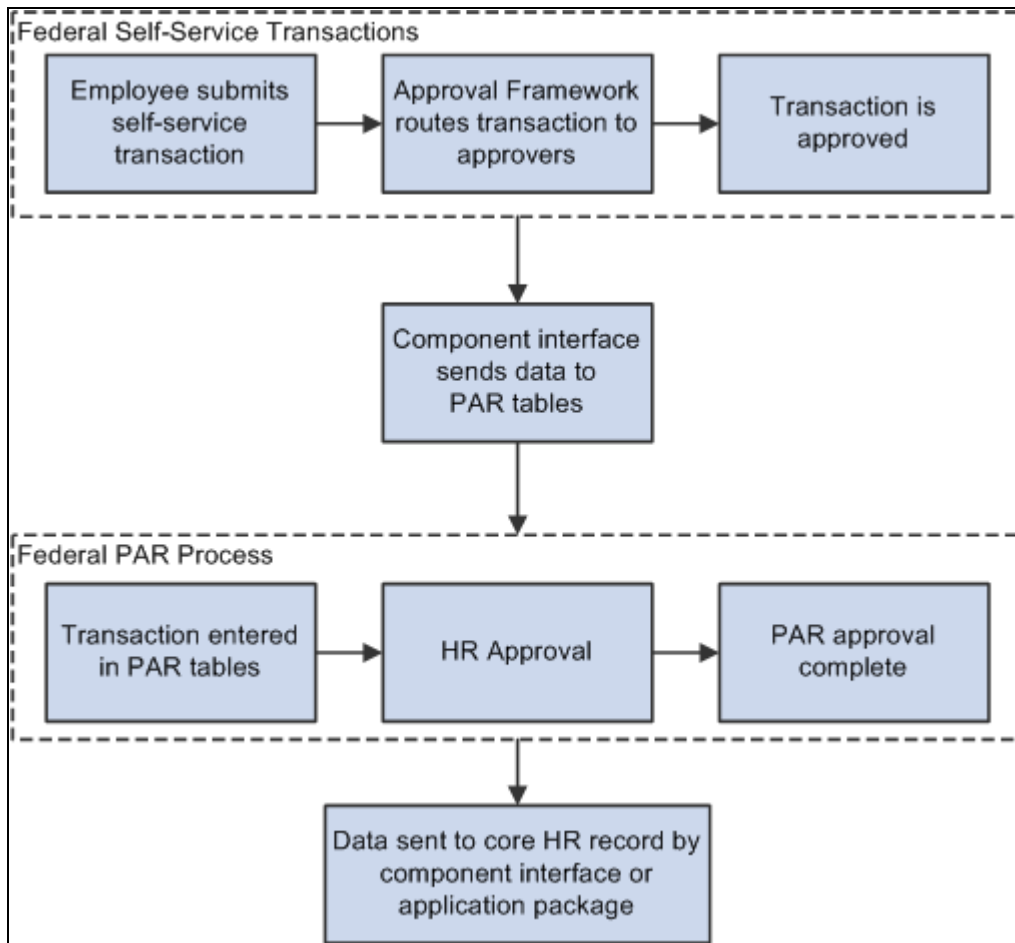 Federal Self-Service Transactions
Employee submits
self-service
transaction
Approval Framework
routes transaction to
approvers
Transaction is
approved
Component interface
sends data to
PAR tables
Federal PAR Process
Transaction entered
in PAR tables
HR Approval
PAR approval
complete
Data sent to core HR record by
component interface or
application package